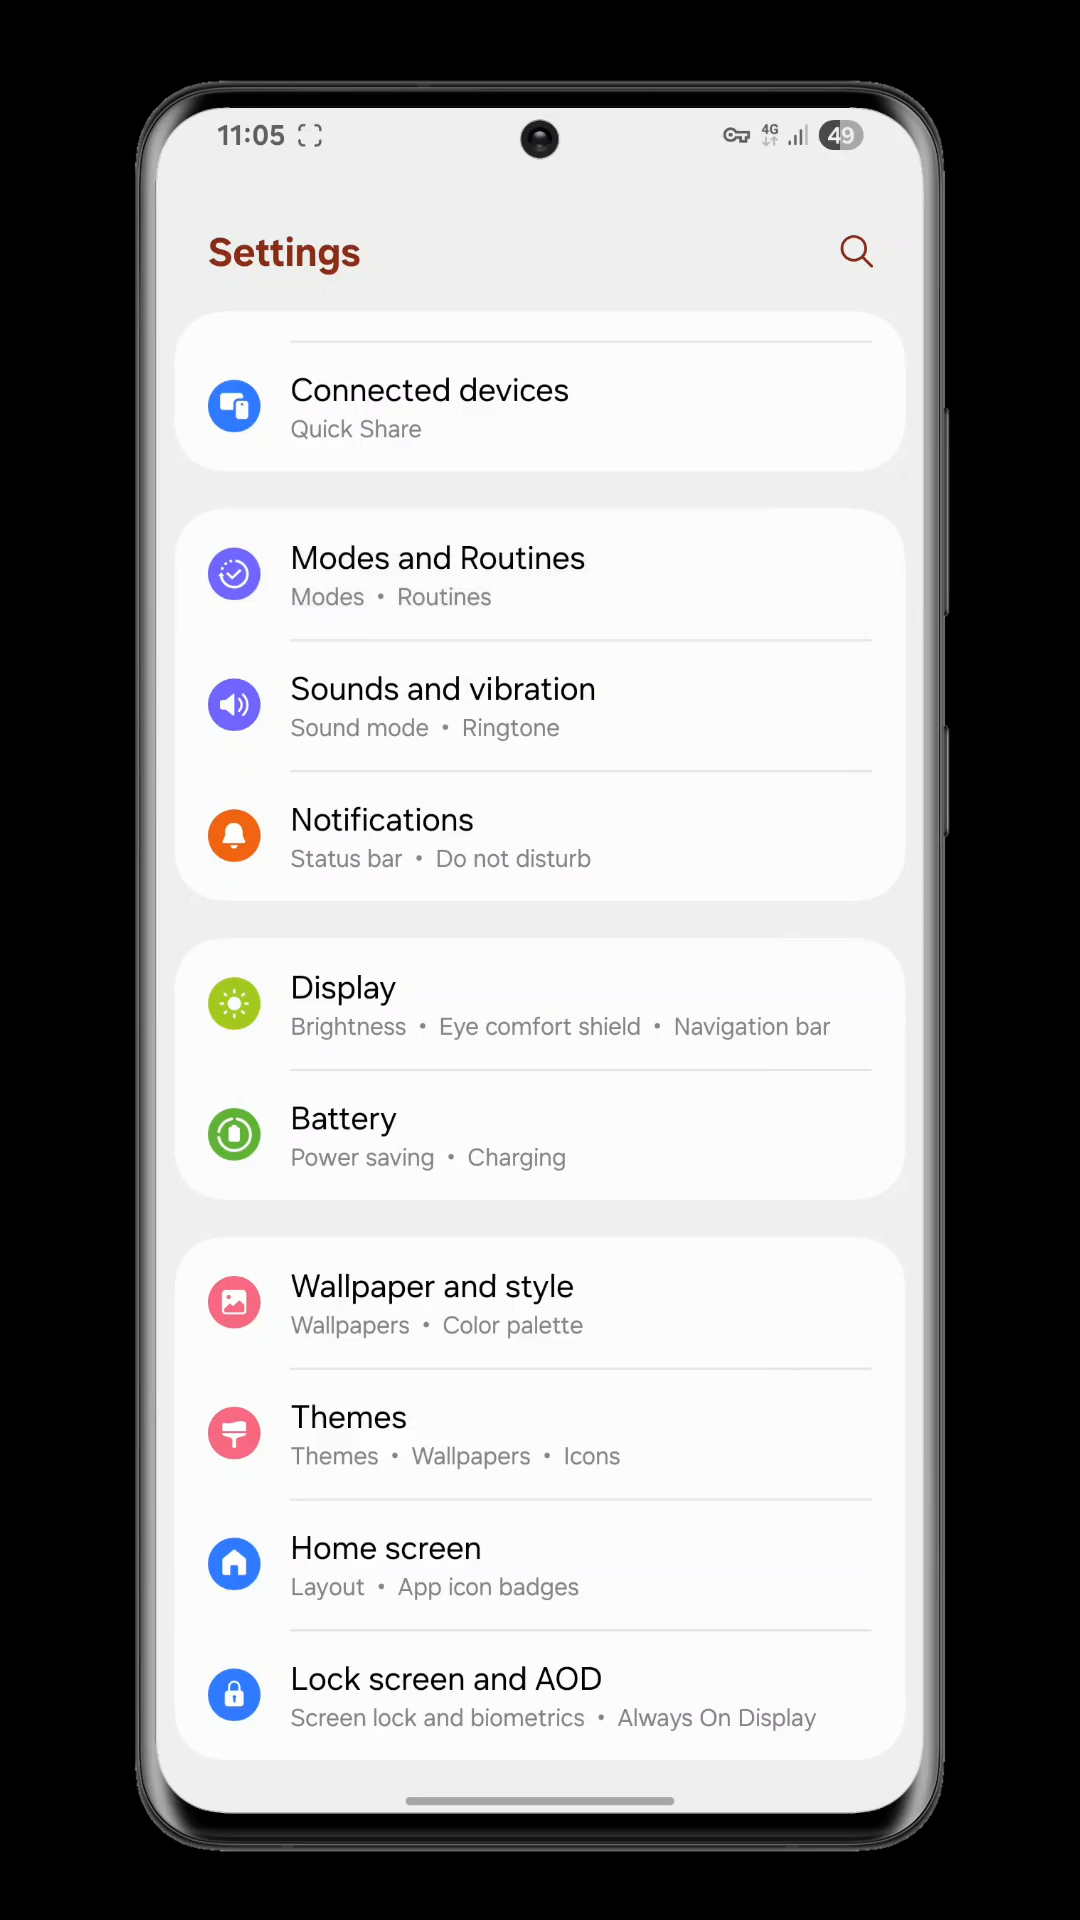 11:05 4G 49
Settings
Connected devices
Quick Share
Modes and Routines
Modes • Routines
Sounds and vibration
Sound mode • Ringtone
Notifications
Status bar • Do not disturb
Display
Brightness • Eye comfort shield • Navigation bar
Battery
Power saving • Charging
Wallpaper and style
Wallpapers • Color palette
Themes
Themes • Wallpapers • Icons
Home screen
Layout • App icon badges
Lock screen and AOD
Screen lock and biometrics • Always On Display